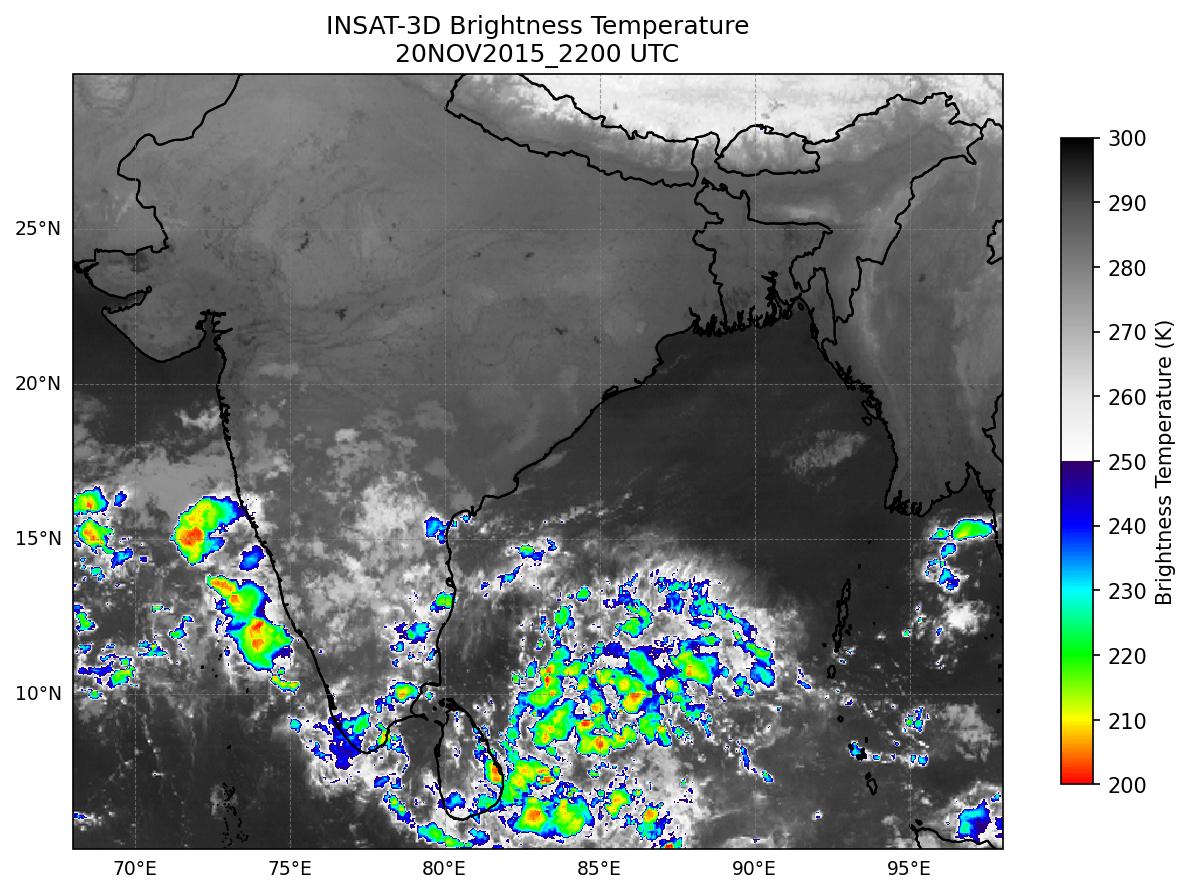 INSAT-3D Brightness Temperature
20NOV2015_2200 UTC
25°N
20°N
15°N
10°N
70°E
75°E
80°E
85°E
90°E
95°E
300
290
280
270
260
250
240
230
220
210
200
Brightness Temperature (K)